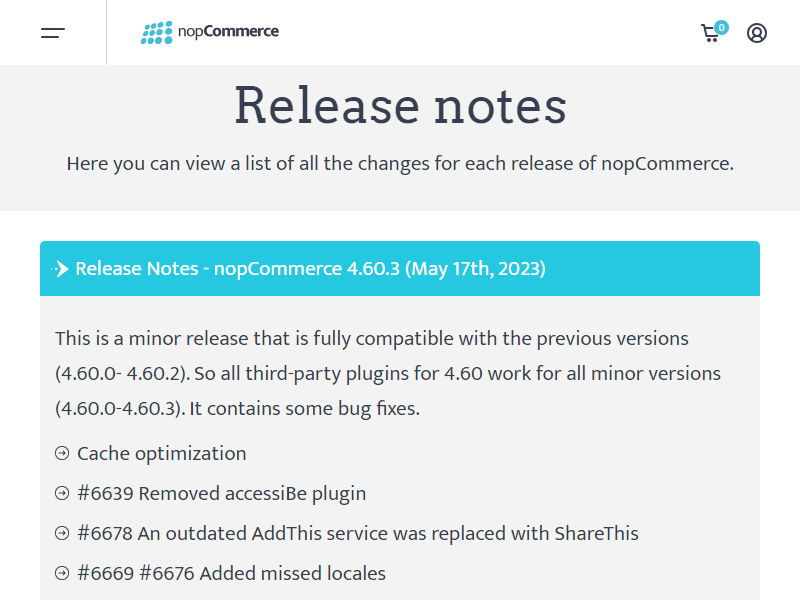 nopCommerce
0
Release notes
Here you can view a list of all the changes for each release of nopCommerce.
Release Notes - nopCommerce 4.60.3 (May 17th, 2023)
This is a minor release that is fully compatible with the previous versions
(4.60.0- 4.60.2). So all third-party plugins for 4.60 work for all minor versions
(4.60.0-4.60.3). It contains some bug fixes.
Cache optimization
#6639 Removed accessiBe plugin
#6678 An outdated AddThis service was replaced with ShareThis
#6669 #6676 Added missed locales